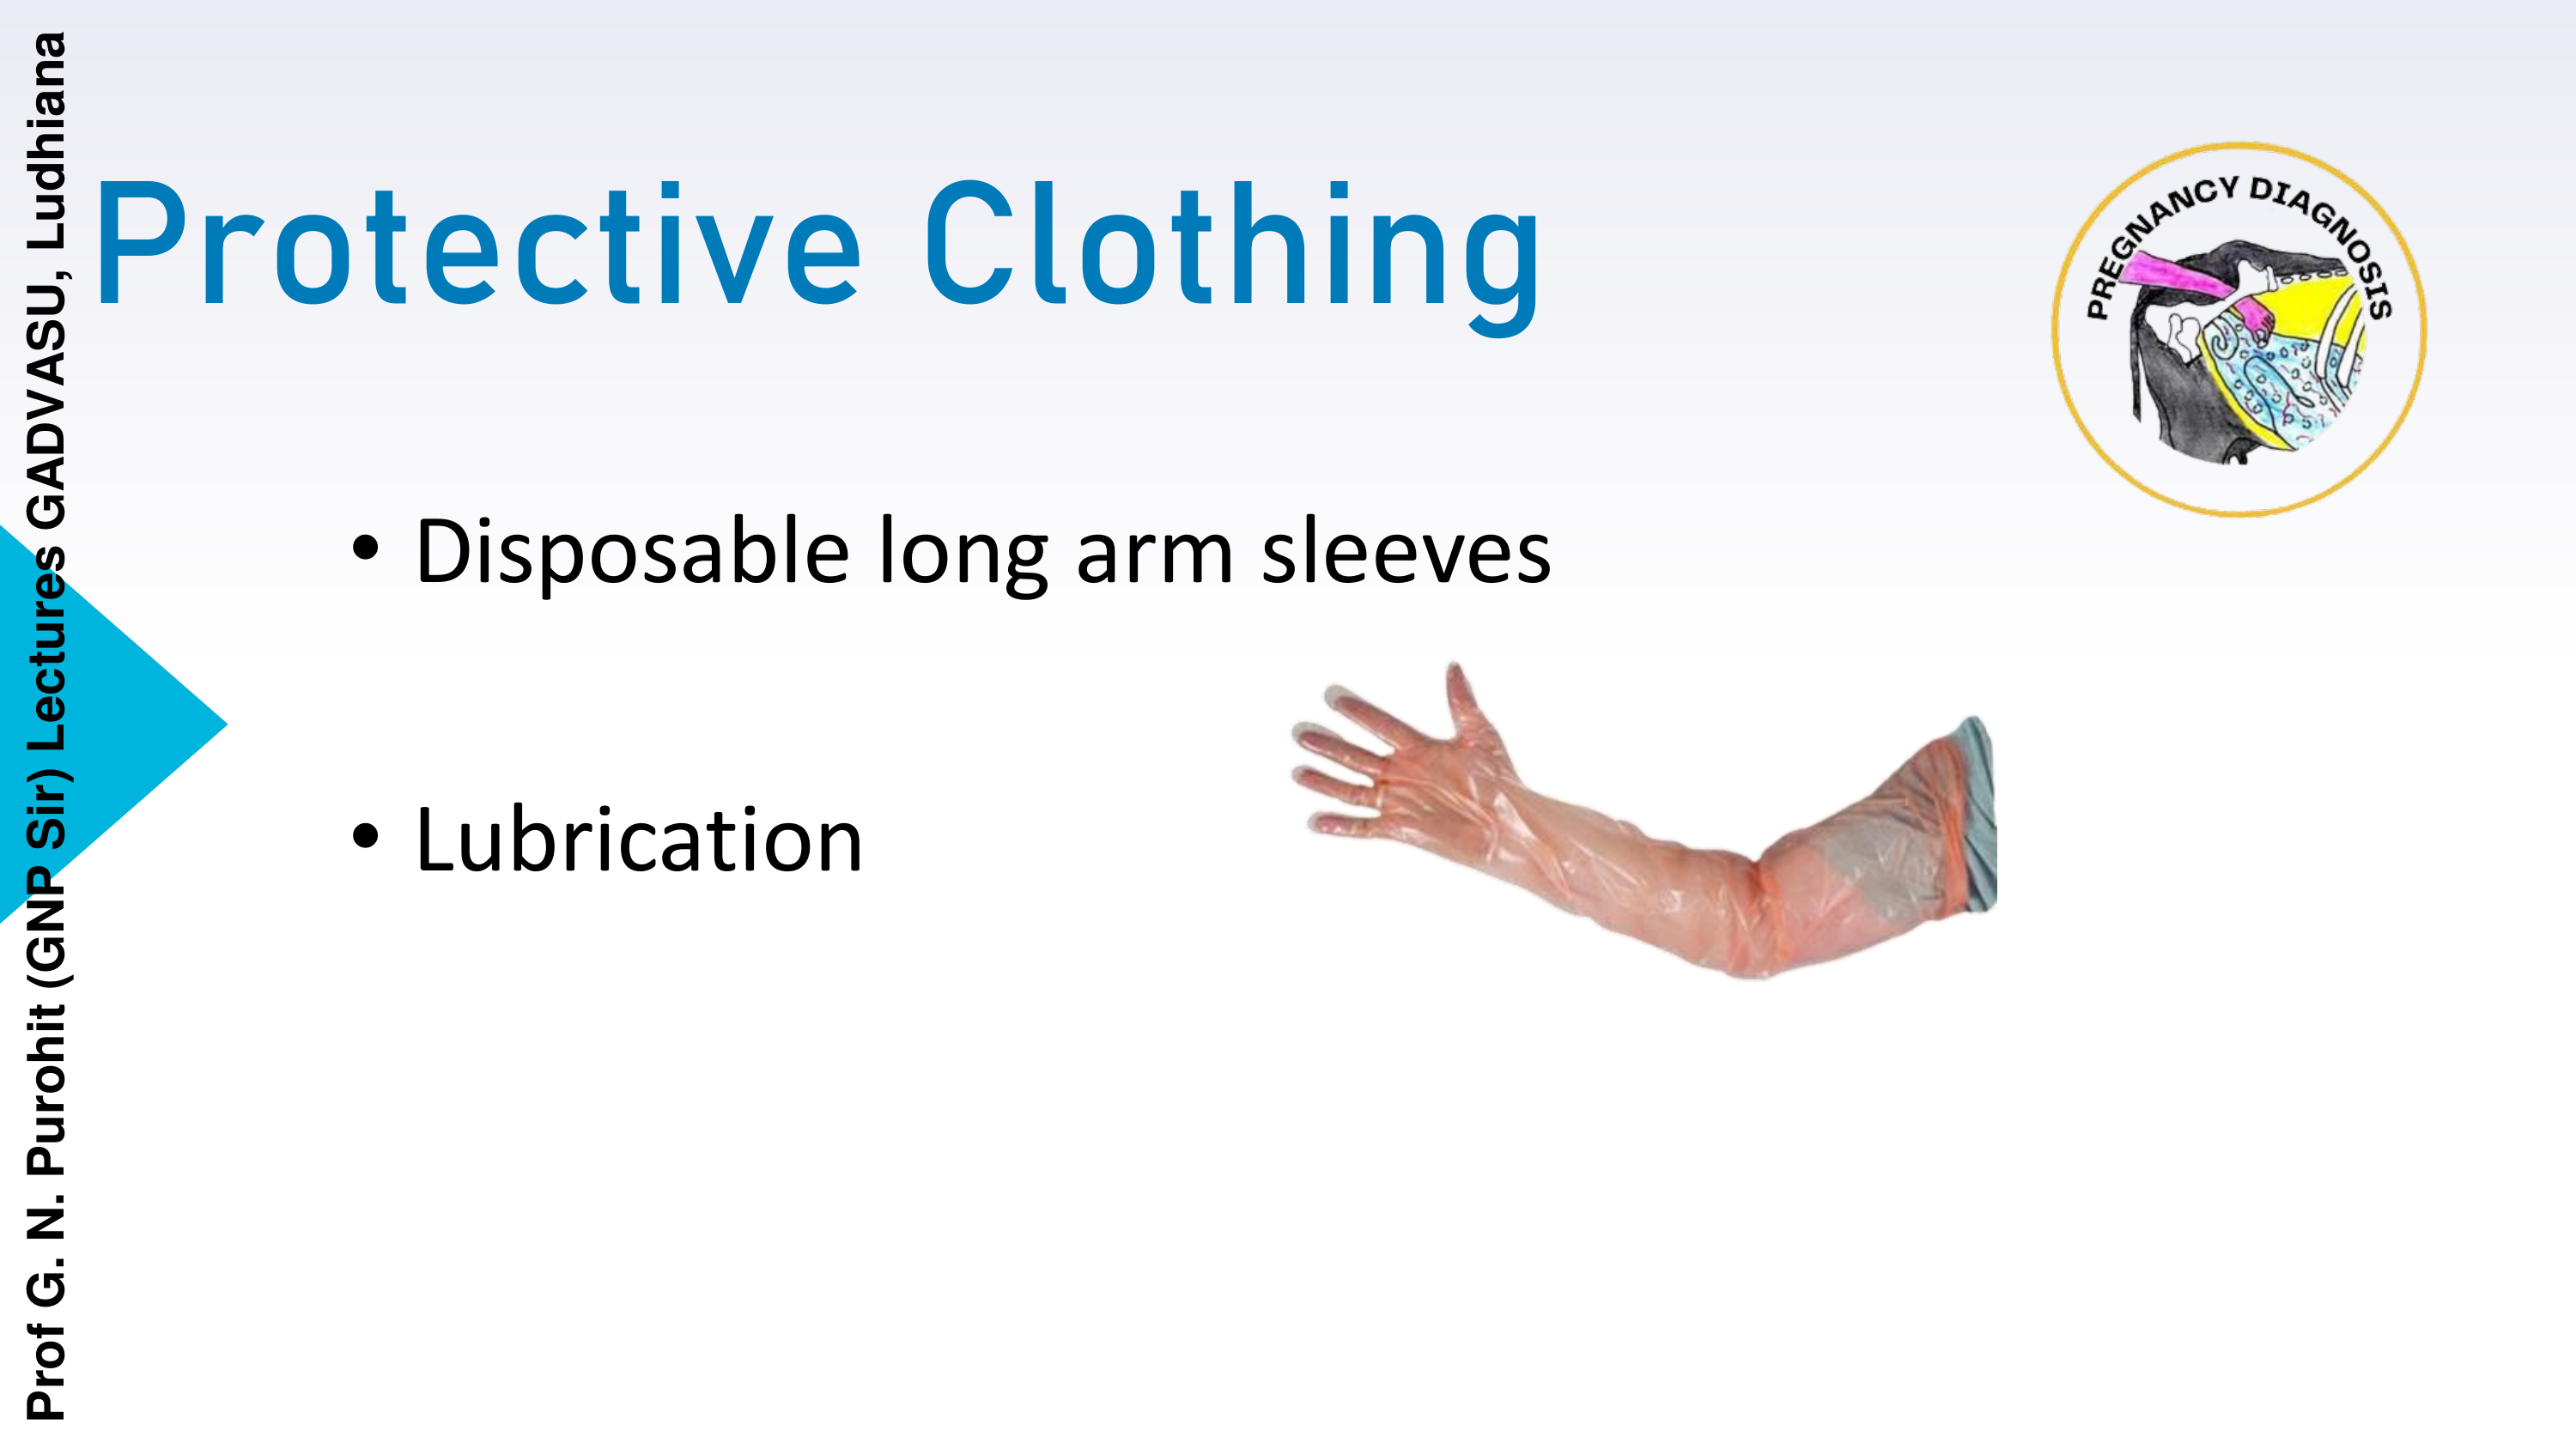 Prof G. N. Purohit (GNP Sir) Lectures GADVASU, Ludhiana
Protective Clothing
PREGNANCY DIAGNOSIS
• Disposable long arm sleeves
• Lubrication